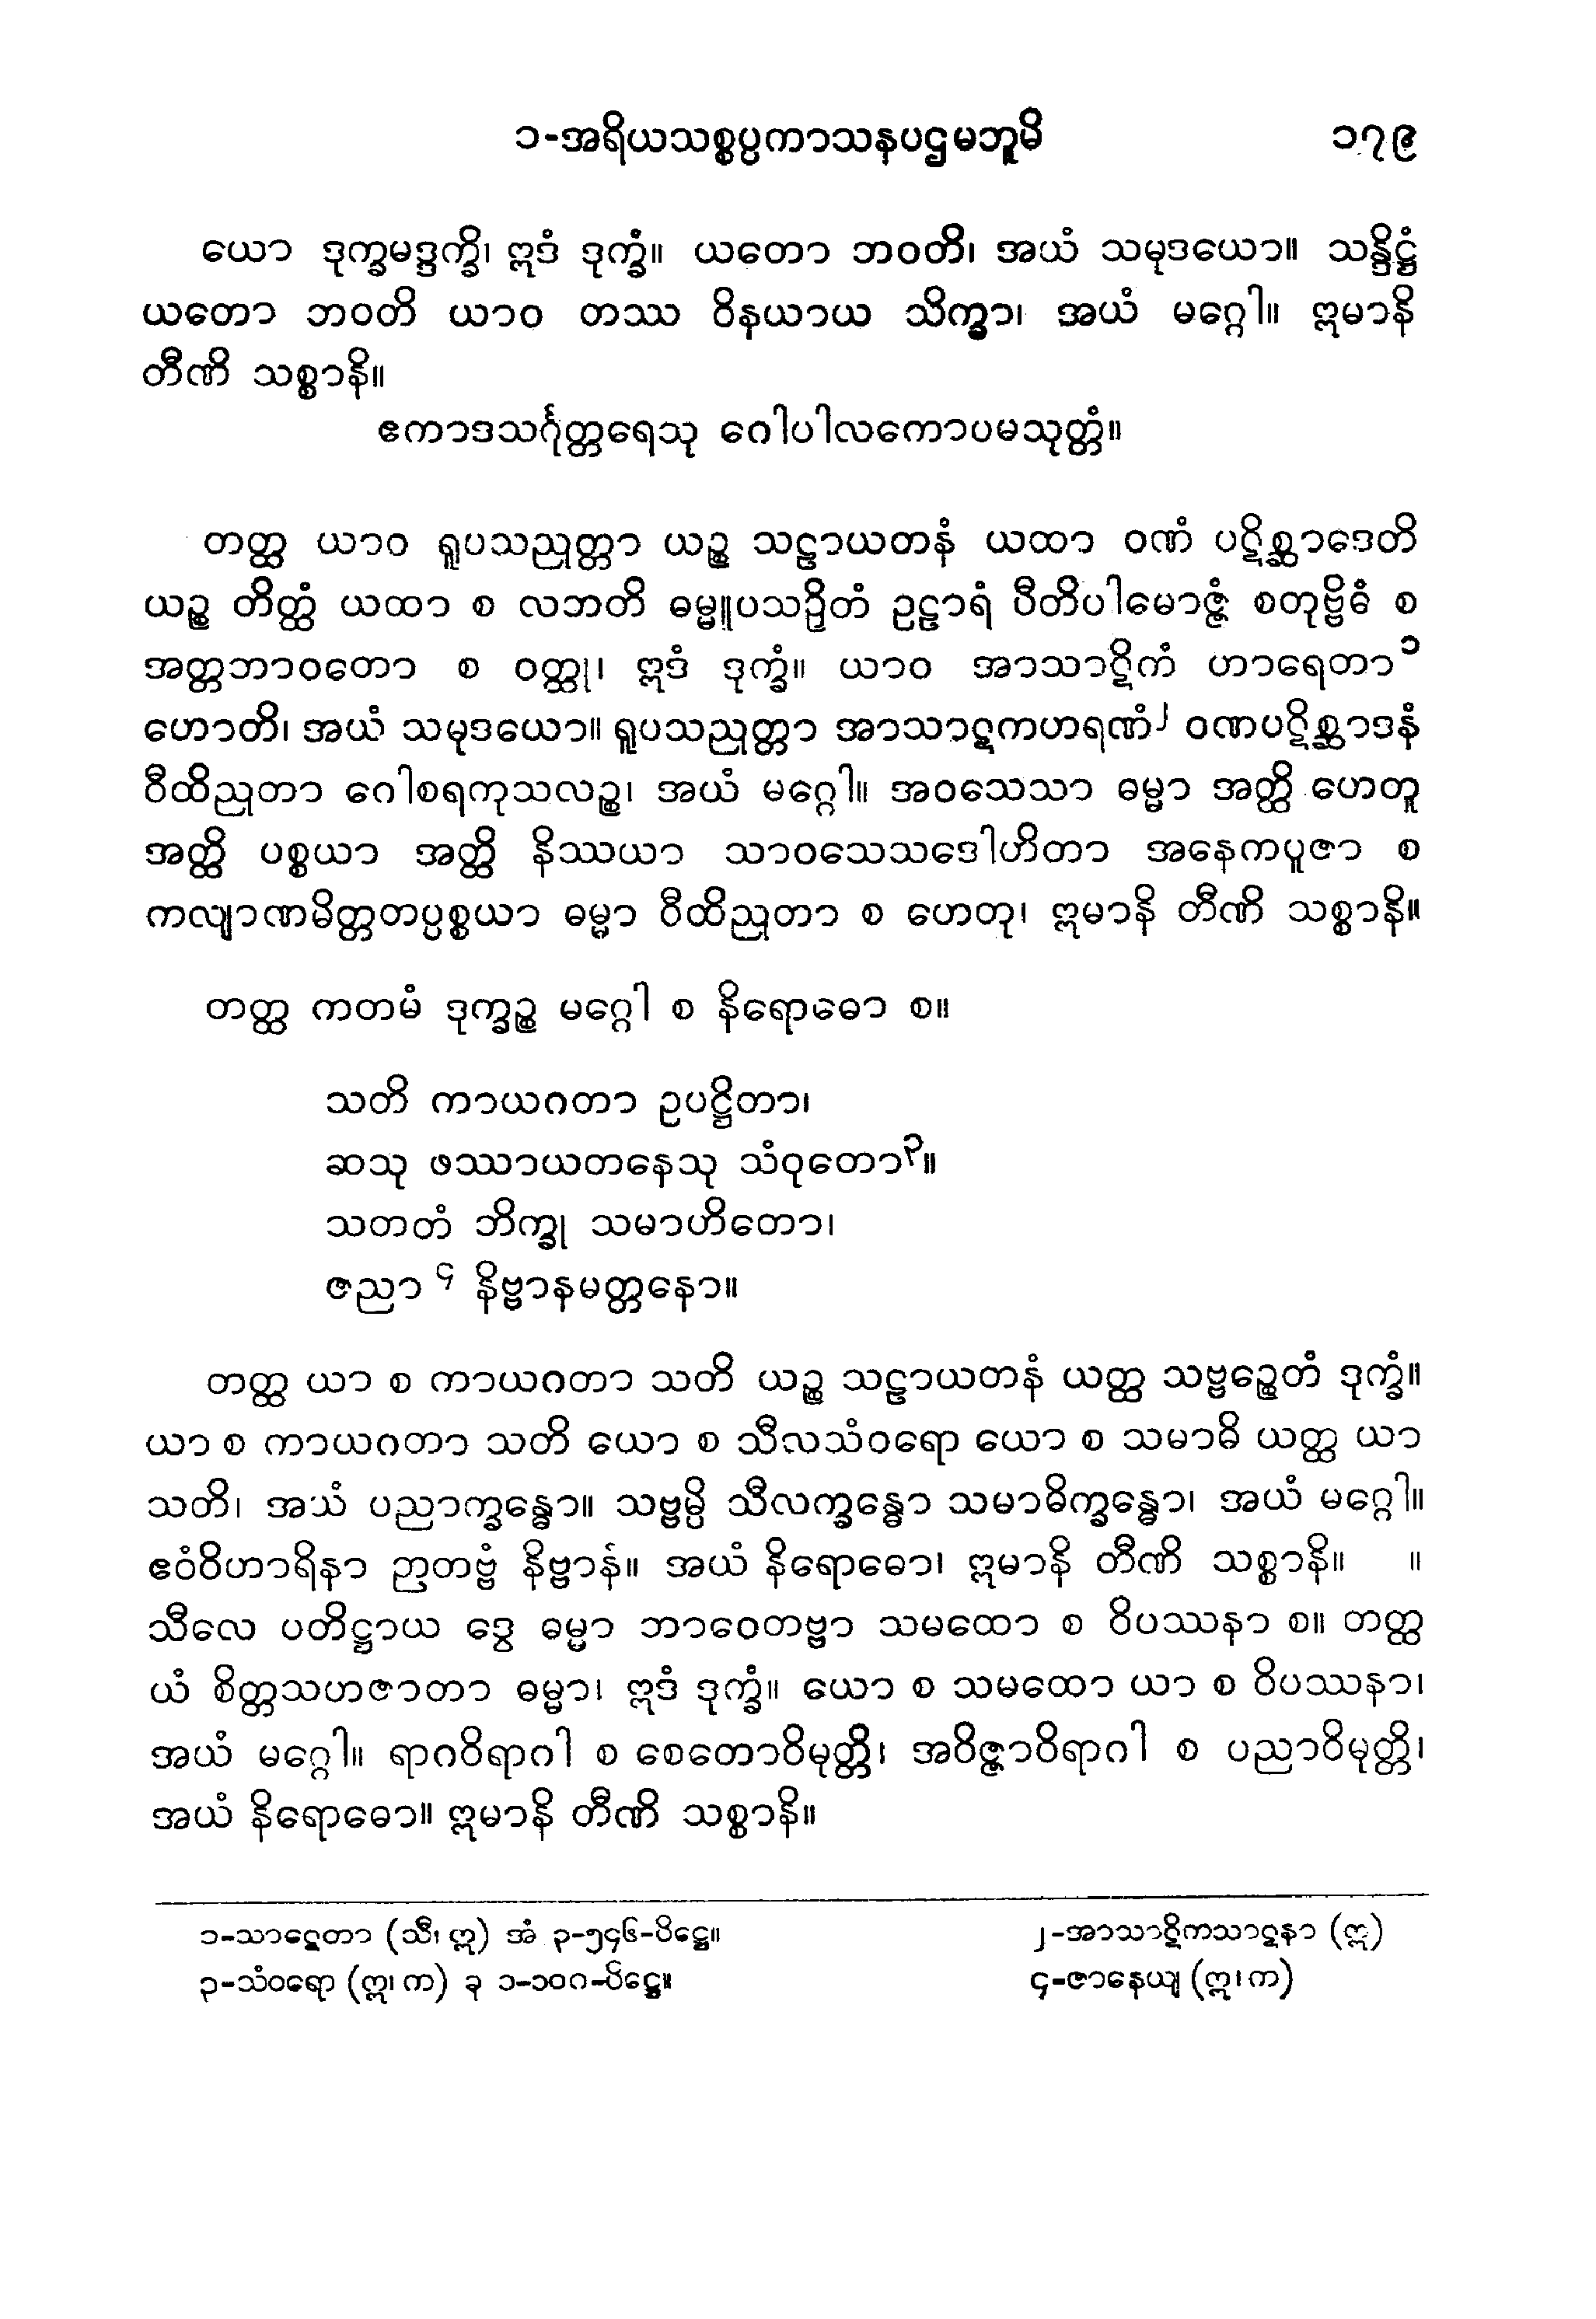 ၁-အရိယသစ္စပ္ပကာသနပဌမဘူမိ ၁၇၉
ယော ဒုက္ခမဒ္ဒက္ခိ၊ ဣဒံ ဒုက္ခံ။ ယတော ဘဝတိ၊ အယံ သမုဒယော။ သန္ဒိဋ္ဌံ
ယတော ဘဝတိ ယာဝ တဿ ဝိနယာယ သိက္ခာ၊ အယံ မဂ္ဂေါ။ ဣမာနိ
တီဏိ သစ္စာနိ။
ဧကာဒသင်္ဂုတ္တရေသု ဂေါပါလကောပမသုတ္တံ။
တတ္ထ ယာဝ ရူပသညုတ္တာ ယဉ္စ သဠာယတနံ ယထာ ဝဏံ ပဋိစ္ဆာဒေတိ
ယဉ္စ တိတ္ထံ ယထာ စ လဘတိ ဓမ္မူပသဉှိတံ ဥဠာရံ ပီတိပါမောဇ္ဇံ စတုဗ္ဗိဓံ စ
အတ္တဘာဝတော စ ဝတ္ထု၊ ဣဒံ ဒုက္ခံ။ ယာဝ အာသာဋိကံ ဟာရေတာ၁
ဟောတိ၊ အယံ သမုဒယော။ ရူပသညုတ္တာ အာသာဋကဟရဏံ၂ ဝဏပဋိစ္ဆာဒနံ
ဝီထိညုတာ ဂေါစရကုသလဉ္စ၊ အယံ မဂ္ဂေါ။ အဝသေသာ ဓမ္မာ အတ္ထိ ဟေတူ
အတ္ထိ ပစ္စယာ အတ္ထိ နိဿယာ သာဝသေသဒေါဟိတာ အနေကပူဇာ စ
ကလျာဏမိတ္တတပ္ပစ္စယာ ဓမ္မာ ဝီထိညုတာ စ ဟေတု၊ ဣမာနိ တီဏိ သစ္စာနိ။
တတ္ထ ကတမံ ဒုက္ခဉ္စ မဂ္ဂေါ စ နိရောဓော စ။
သတိ ကာယဂတာ ဥပဋ္ဌိတာ၊
ဆသု ဖဿာယတနေသု သံဝုတော၃။
သတတံ ဘိက္ခု သမာဟိတော၊
ဇညာ ၄ နိဗ္ဗာနမတ္တနော။
တတ္ထ ယာ စ ကာယဂတာ သတိ ယဉ္စ သဠာယတနံ ယတ္ထ သဗ္ဗဉ္စေတံ ဒုက္ခံ။
ယာ စ ကာယဂတာ သတိ ယော စ သီလသံဝရော ယော စ သမာဓိ ယတ္ထ ယာ
သတိ၊ အယံ ပညာက္ခန္ဓော။ သဗ္ဗမ္ပိ သီလက္ခန္ဓော သမာဓိက္ခန္ဓော၊ အယံ မဂ္ဂေါ။
ဧဝံဝိဟာရိနာ ဉာတဗ္ဗံ နိဗ္ဗာနံ။ အယံ နိရောဓော၊ ဣမာနိ တီဏိ သစ္စာနိ။ ။
သီလေ ပတိဋ္ဌာယ ဒွေ ဓမ္မာ ဘာဝေတဗ္ဗာ သမထော စ ဝိပဿနာ စ။ တတ္ထ
ယံ စိတ္တသဟဇာတာ ဓမ္မာ၊ ဣဒံ ဒုက္ခံ။ ယော စ သမထော ယာ စ ဝိပဿနာ၊
အယံ မဂ္ဂေါ။ ရာဂဝိရာဂါ စ စေတောဝိမုတ္တိ၊ အဝိဇ္ဇာဝိရာဂါ စ ပညာဝိမုတ္တိ၊
အယံ နိရောဓော။ ဣမာနိ တီဏိ သစ္စာနိ။
၁-သာဋေတာ (သီ၊ ဣ) အံ ၃-၅၄၆-ပိဋ္ဌေ။ ၂-အာသာဋိကသာဋနာ (ဣ)
၃-သံဝရော (ဣ၊ က) ခု ၁-၁၀၈-ပိဋ္ဌေ။ ၄-ဇာနေယျ (ဣ၊ က)